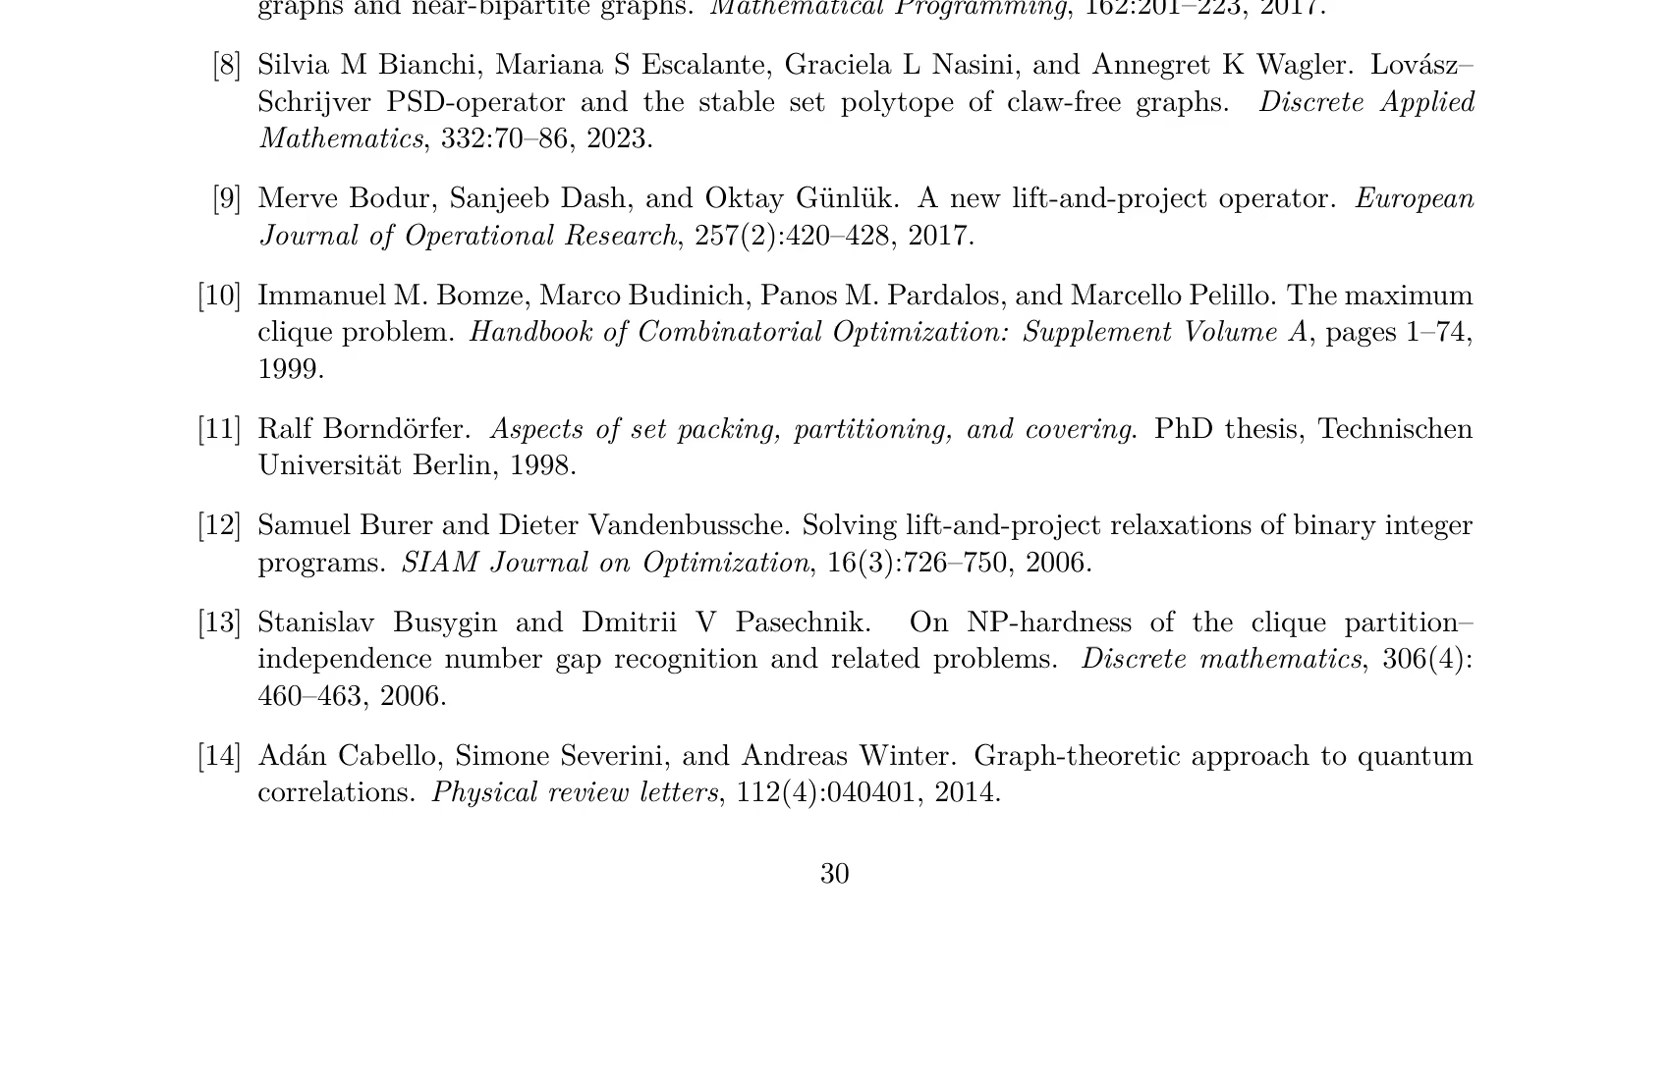 graphs and near-bipartite graphs. Mathematical Programming, 162:201–223, 2017.
[8] Silvia M Bianchi, Mariana S Escalante, Graciela L Nasini, and Annegret K Wagler. Lovász–
Schrijver PSD-operator and the stable set polytope of claw-free graphs. Discrete Applied
Mathematics, 332:70–86, 2023.
[9] Merve Bodur, Sanjeeb Dash, and Oktay Günlük. A new lift-and-project operator. European
Journal of Operational Research, 257(2):420–428, 2017.
[10] Immanuel M. Bomze, Marco Budinich, Panos M. Pardalos, and Marcello Pelillo. The maximum
clique problem. Handbook of Combinatorial Optimization: Supplement Volume A, pages 1–74,
1999.
[11] Ralf Borndörfer. Aspects of set packing, partitioning, and covering. PhD thesis, Technischen
Universität Berlin, 1998.
[12] Samuel Burer and Dieter Vandenbussche. Solving lift-and-project relaxations of binary integer
programs. SIAM Journal on Optimization, 16(3):726–750, 2006.
[13] Stanislav Busygin and Dmitrii V Pasechnik. On NP-hardness of the clique partition–
independence number gap recognition and related problems. Discrete mathematics, 306(4):
460–463, 2006.
[14] Adán Cabello, Simone Severini, and Andreas Winter. Graph-theoretic approach to quantum
correlations. Physical review letters, 112(4):040401, 2014.
30